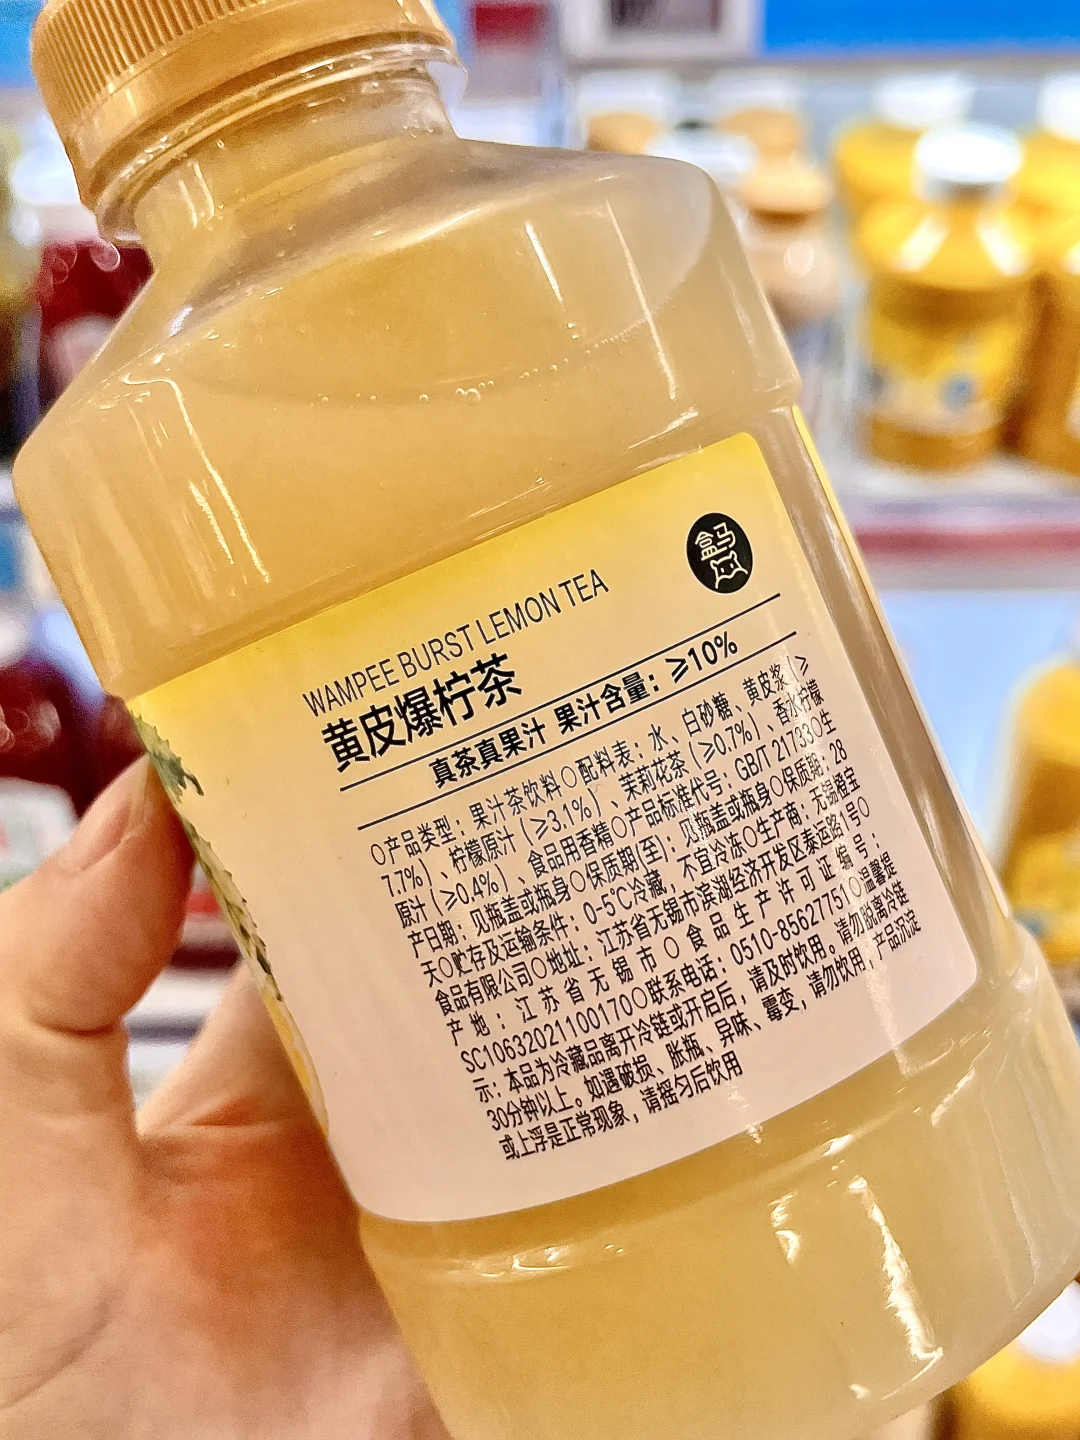 盒马
WAMPEE BURST LEMON TEA
黄皮爆柠茶
真茶真果汁 果汁含量：≥10%
○产品类型：果汁茶饮料○配料表：水、白砂糖、黄皮浆（≥
7.7%）、柠檬原汁（≥3.1%）、茉莉花茶（≥0.7%）、香水柠檬
原汁（≥0.4%）、食品用香精○产品标准代号：GB/T 21733○生
产日期：见瓶盖或瓶身○保质期(至)：见瓶盖或瓶身○保质期：28
天○贮存及运输条件：0-5℃冷藏，不宜冷冻○生产商：无锡橙宝
食品有限公司○地址：江苏省无锡市滨湖经济开发区泰运路1号○
产地：江苏省无锡市○食品生产许可证编号：
SC10632021100170○联系电话：0510-85627751○温馨提
示：本品为冷藏品离开冷链或开启后，请及时饮用。请勿脱离冷链
30分钟以上。如遇破损、胀瓶、异味、霉变，请勿饮用，产品沉淀
或上浮是正常现象，请摇匀后饮用